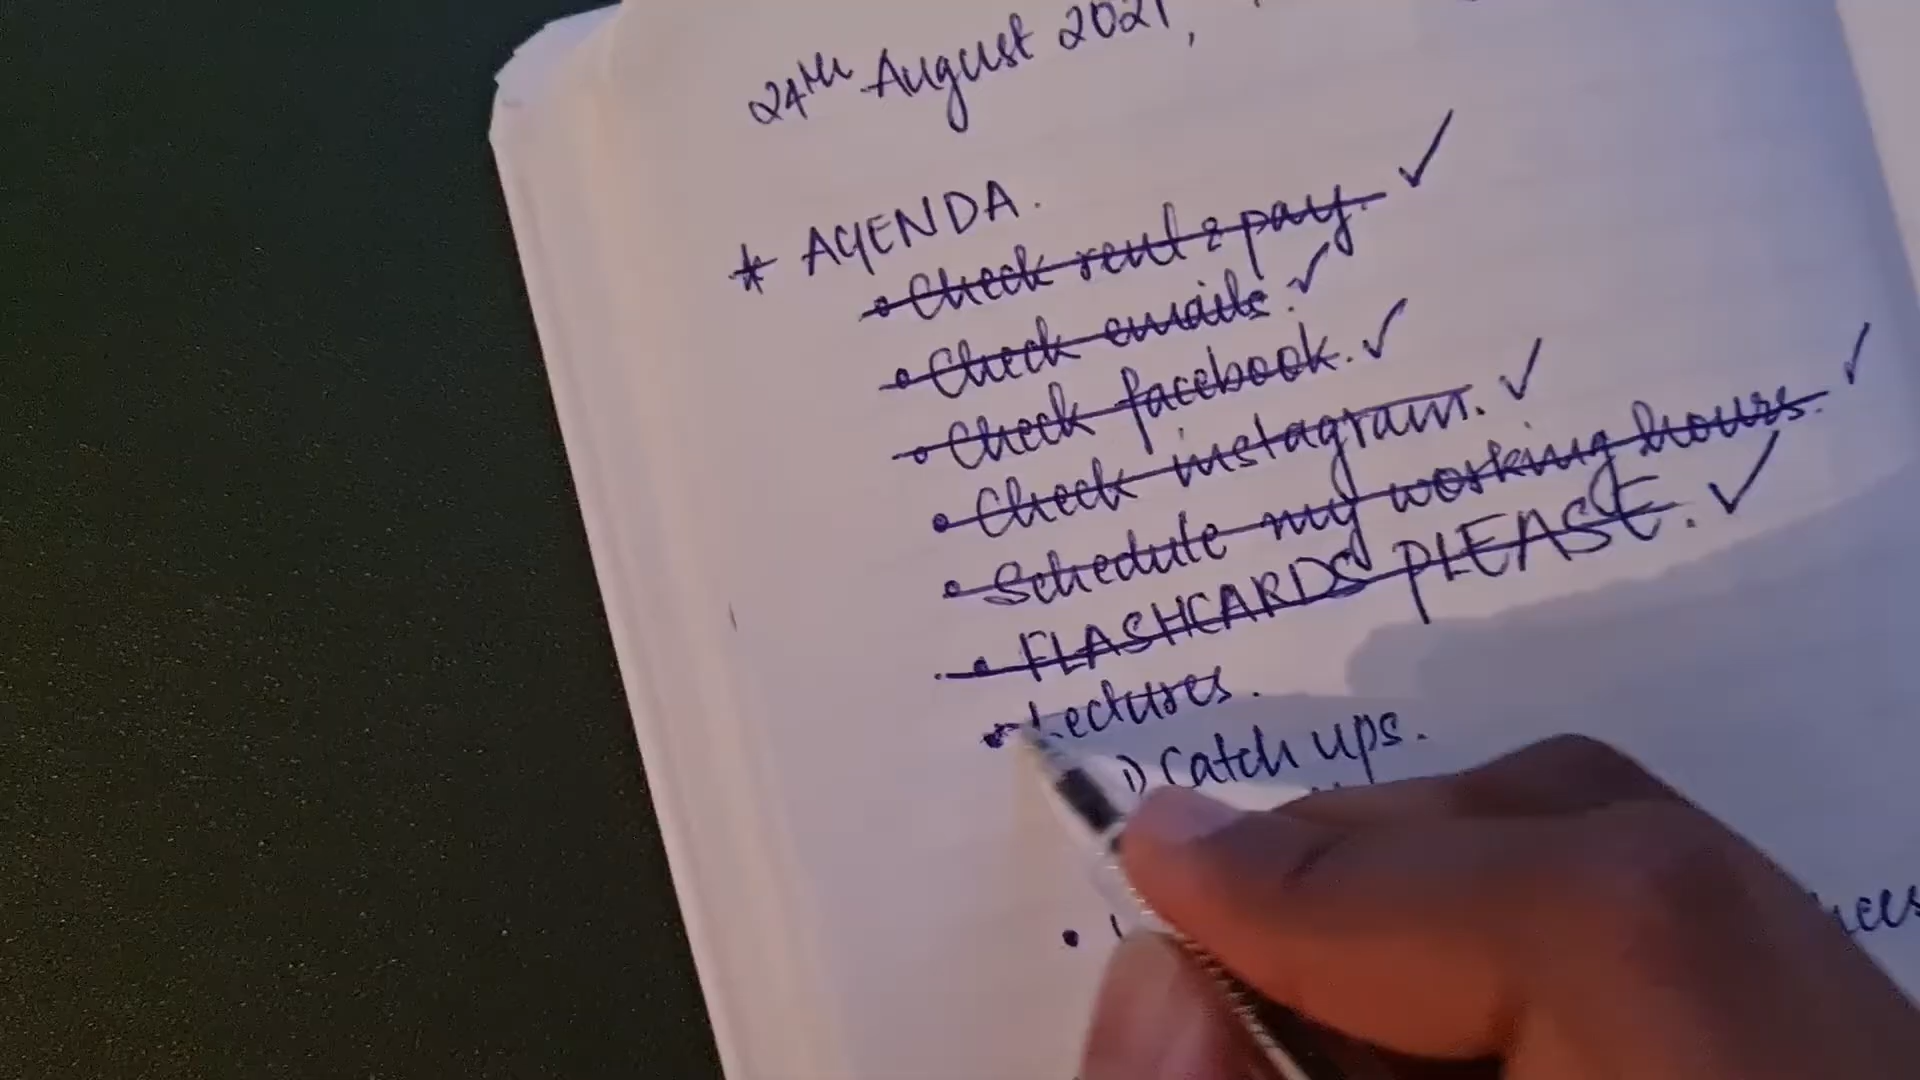 24th August 2021,
* AGENDA.
• Check rent & pay. ✓
• Check emails. ✓
• Check facebook. ✓
• Check instagram. ✓
• Schedule my working hours. ✓
• FLASHCARDS PLEASE. ✓
• Lectures.
1) Catch ups.